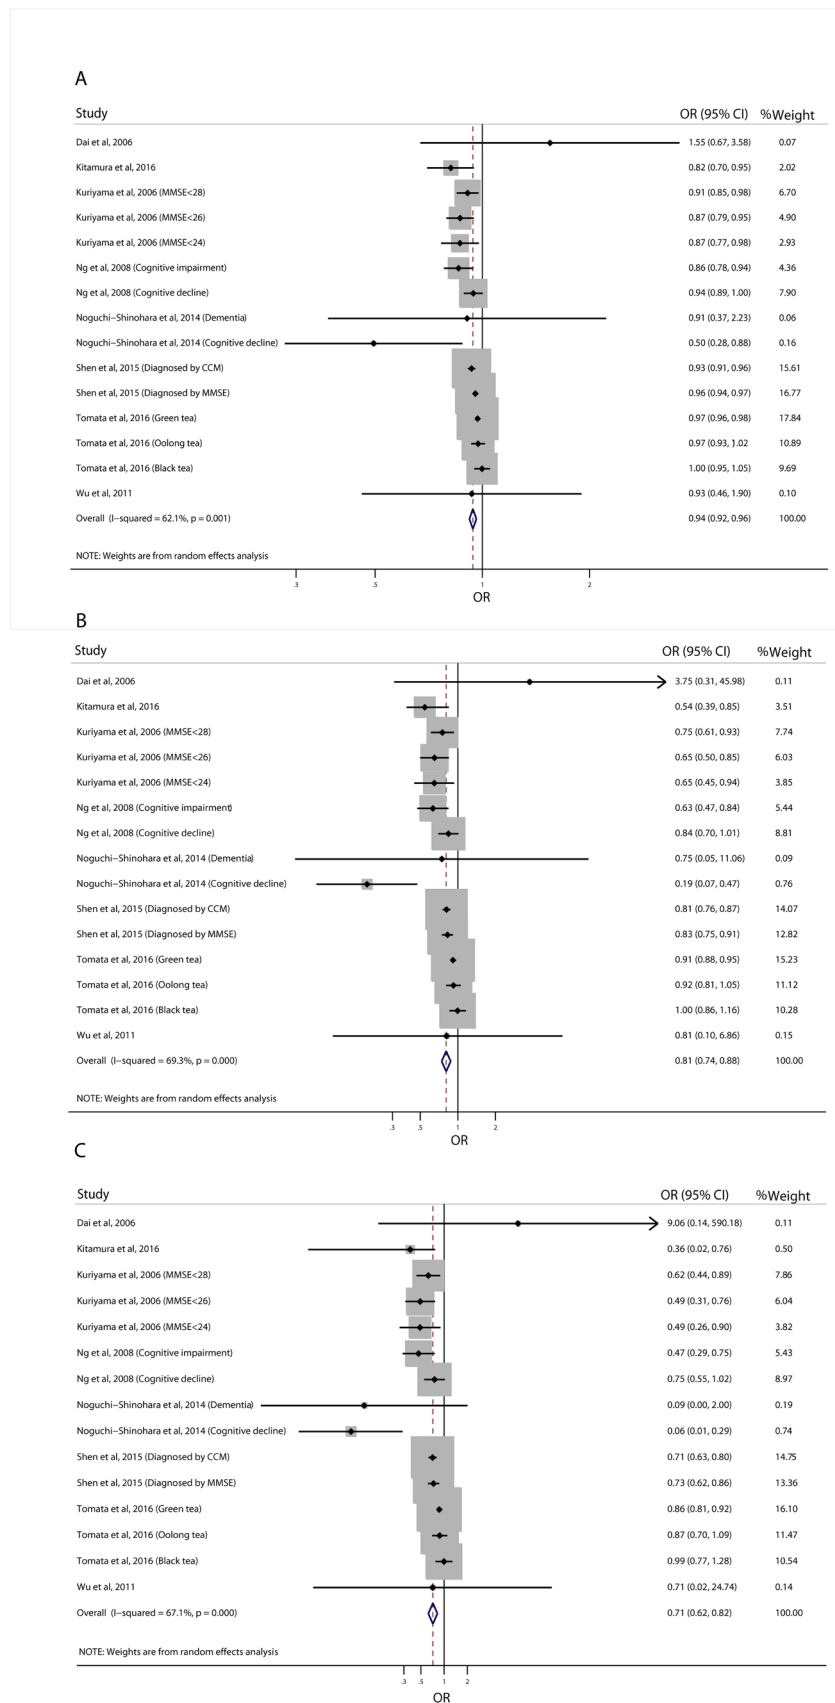 A
Study OR (95% CI) %Weight
Dai et al, 2006 1.55 (0.67, 3.58) 0.07
Kitamura et al, 2016 0.82 (0.70, 0.95) 2.02
Kuriyama et al, 2006 (MMSE<28) 0.91 (0.85, 0.98) 6.70
Kuriyama et al, 2006 (MMSE<26) 0.87 (0.79, 0.95) 4.90
Kuriyama et al, 2006 (MMSE<24) 0.87 (0.77, 0.98) 2.93
Ng et al, 2008 (Cognitive impairment) 0.86 (0.78, 0.94) 4.36
Ng et al, 2008 (Cognitive decline) 0.94 (0.89, 1.00) 7.90
Noguchi−Shinohara et al, 2014 (Dementia) 0.91 (0.37, 2.23) 0.06
Noguchi−Shinohara et al, 2014 (Cognitive decline) 0.50 (0.28, 0.88) 0.16
Shen et al, 2015 (Diagnosed by CCM) 0.93 (0.91, 0.96) 15.61
Shen et al, 2015 (Diagnosed by MMSE) 0.96 (0.94, 0.97) 16.77
Tomata et al, 2016 (Green tea) 0.97 (0.96, 0.98) 17.84
Tomata et al, 2016 (Oolong tea) 0.97 (0.93, 1.02 10.89
Tomata et al, 2016 (Black tea) 1.00 (0.95, 1.05) 9.69
Wu et al, 2011 0.93 (0.46, 1.90) 0.10
Overall (I−squared = 62.1%, p = 0.001) 0.94 (0.92, 0.96) 100.00
NOTE: Weights are from random effects analysis
.3 .5 1 2
OR
B
Study OR (95% CI) %Weight
Dai et al, 2006 3.75 (0.31, 45.98) 0.11
Kitamura et al, 2016 0.54 (0.39, 0.85) 3.51
Kuriyama et al, 2006 (MMSE<28) 0.75 (0.61, 0.93) 7.74
Kuriyama et al, 2006 (MMSE<26) 0.65 (0.50, 0.85) 6.03
Kuriyama et al, 2006 (MMSE<24) 0.65 (0.45, 0.94) 3.85
Ng et al, 2008 (Cognitive impairment) 0.63 (0.47, 0.84) 5.44
Ng et al, 2008 (Cognitive decline) 0.84 (0.70, 1.01) 8.81
Noguchi−Shinohara et al, 2014 (Dementia) 0.75 (0.05, 11.06) 0.09
Noguchi−Shinohara et al, 2014 (Cognitive decline) 0.19 (0.07, 0.47) 0.76
Shen et al, 2015 (Diagnosed by CCM) 0.81 (0.76, 0.87) 14.07
Shen et al, 2015 (Diagnosed by MMSE) 0.83 (0.75, 0.91) 12.82
Tomata et al, 2016 (Green tea) 0.91 (0.88, 0.95) 15.23
Tomata et al, 2016 (Oolong tea) 0.92 (0.81, 1.05) 11.12
Tomata et al, 2016 (Black tea) 1.00 (0.86, 1.16) 10.28
Wu et al, 2011 0.81 (0.10, 6.86) 0.15
Overall (I−squared = 69.3%, p = 0.000) 0.81 (0.74, 0.88) 100.00
NOTE: Weights are from random effects analysis
.3 .5 1 2
OR
C
Study OR (95% CI) %Weight
Dai et al, 2006 9.06 (0.14, 590.18) 0.11
Kitamura et al, 2016 0.36 (0.02, 0.76) 0.50
Kuriyama et al, 2006 (MMSE<28) 0.62 (0.44, 0.89) 7.86
Kuriyama et al, 2006 (MMSE<26) 0.49 (0.31, 0.76) 6.04
Kuriyama et al, 2006 (MMSE<24) 0.49 (0.26, 0.90) 3.82
Ng et al, 2008 (Cognitive impairment) 0.47 (0.29, 0.75) 5.43
Ng et al, 2008 (Cognitive decline) 0.75 (0.55, 1.02) 8.97
Noguchi−Shinohara et al, 2014 (Dementia) 0.09 (0.00, 2.00) 0.19
Noguchi−Shinohara et al, 2014 (Cognitive decline) 0.06 (0.01, 0.29) 0.74
Shen et al, 2015 (Diagnosed by CCM) 0.71 (0.63, 0.80) 14.75
Shen et al, 2015 (Diagnosed by MMSE) 0.73 (0.62, 0.86) 13.36
Tomata et al, 2016 (Green tea) 0.86 (0.81, 0.92) 16.10
Tomata et al, 2016 (Oolong tea) 0.87 (0.70, 1.09) 11.47
Tomata et al, 2016 (Black tea) 0.99 (0.77, 1.28) 10.54
Wu et al, 2011 0.71 (0.02, 24.74) 0.14
Overall (I−squared = 67.1%, p = 0.000) 0.71 (0.62, 0.82) 100.00
NOTE: Weights are from random effects analysis
.3 .5 1 2
OR